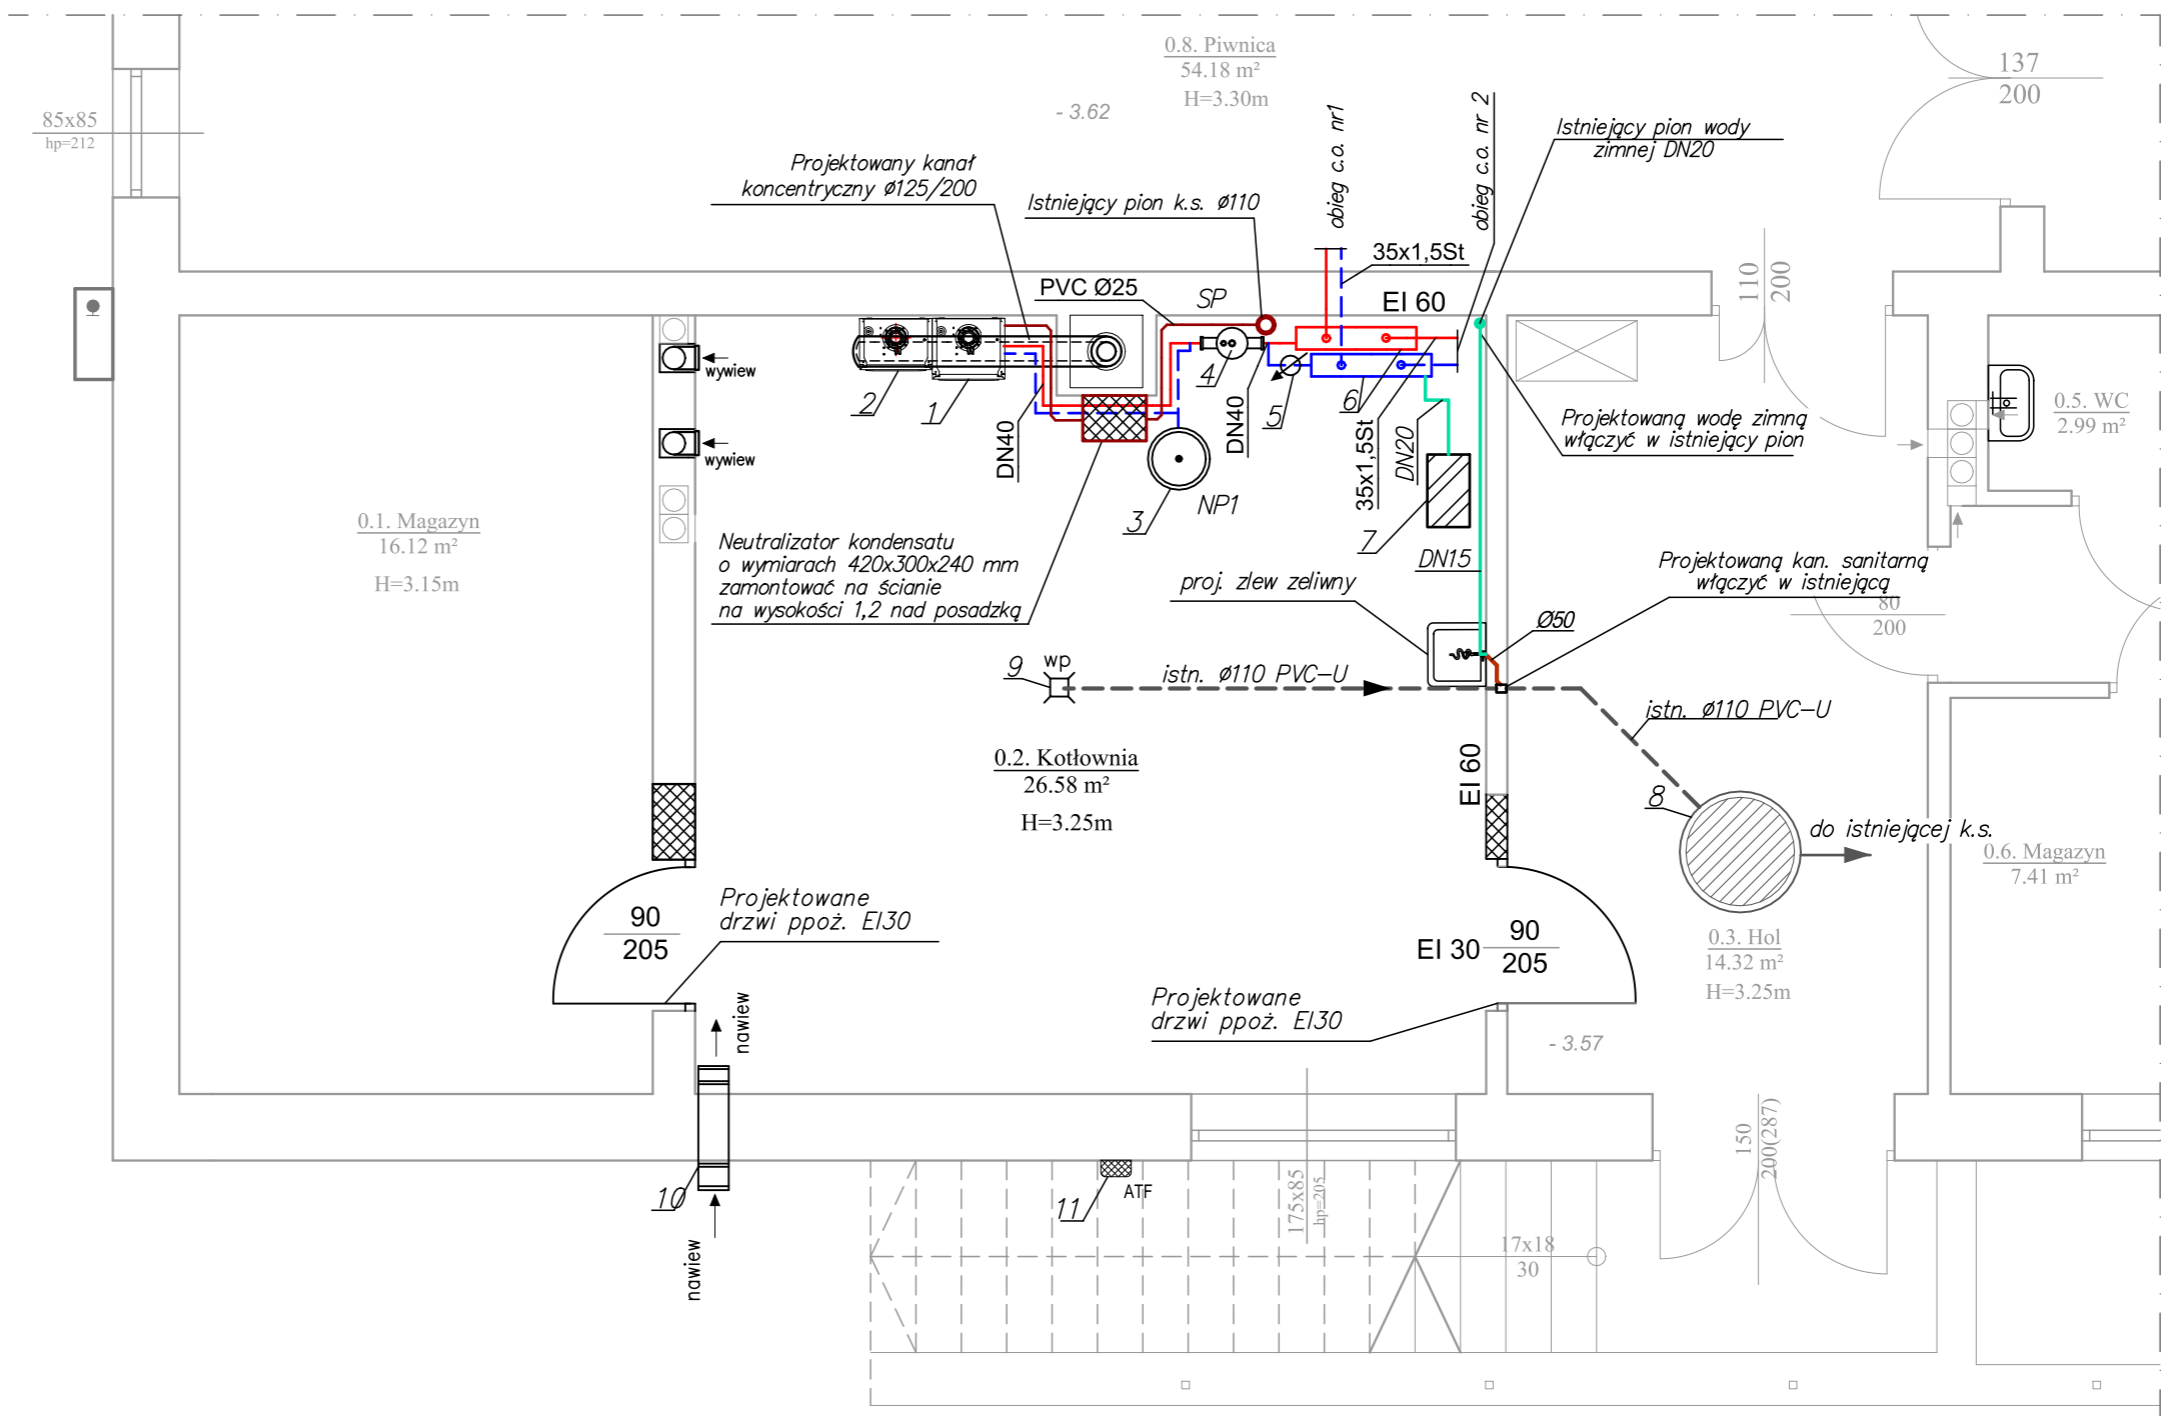 0.8. Piwnica
54.18 m²
H=3.30m
- 3.62
137
200
85x85
hp=212
Projektowany kanał
koncentryczny ø125/200
Istniejący pion k.s. ø110
obieg c.o. nr1
obieg c.o. nr 2
Istniejący pion wody
zimnej DN20
35x1,5St
PVC Ø25
SP
EI 60
110
200
wywiew
wywiew
2
1
4
5
6
DN40
DN40
35x1,5St
DN20
3
NP1
7
Projektowaną wodę zimną
włączyć w istniejący pion
0.5. WC
2.99 m²
0.1. Magazyn
16.12 m²
H=3.15m
Neutralizator kondensatu
o wymiarach 420x300x240 mm
zamontować na ścianie
na wysokości 1,2 nad posadzką
DN15
proj. zlew zeliwny
Projektowaną kan. sanitarną
włączyć w istniejącą
80
200
Ø50
9
wp
istn. ø110 PVC-U
istn. ø110 PVC-U
0.2. Kotłownia
26.58 m²
H=3.25m
EI 60
8
do istniejącej k.s.
0.6. Magazyn
7.41 m²
90
205
Projektowane
drzwi ppoż. EI30
EI 30
90
205
0.3. Hol
14.32 m²
H=3.25m
Projektowane
drzwi ppoż. EI30
- 3.57
nawiew
10
nawiew
11
ATF
175x85
hp=205
150
200(287)
17x18
30